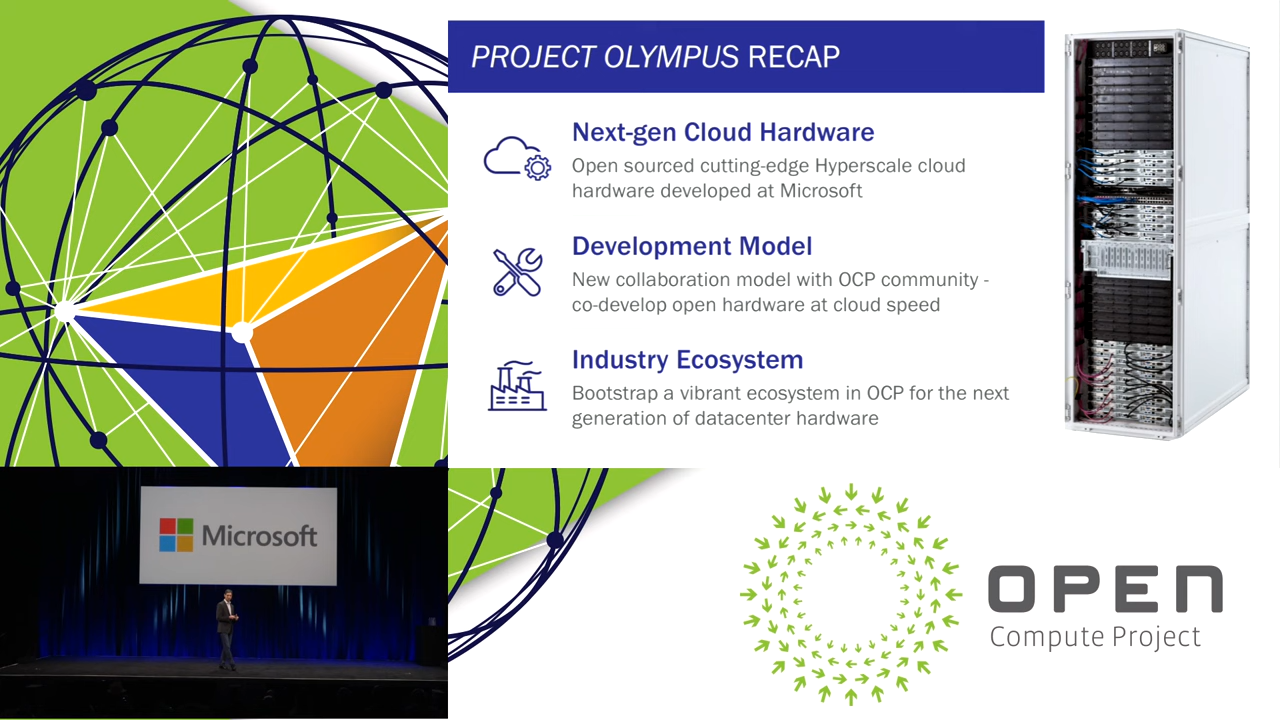 PROJECT OLYMPUS RECAP
Next-gen Cloud Hardware
Open sourced cutting-edge Hyperscale cloud
hardware developed at Microsoft
Development Model
New collaboration model with OCP community -
co-develop open hardware at cloud speed
Industry Ecosystem
Bootstrap a vibrant ecosystem in OCP for the next
generation of datacenter hardware
Microsoft
OPEN
Compute Project